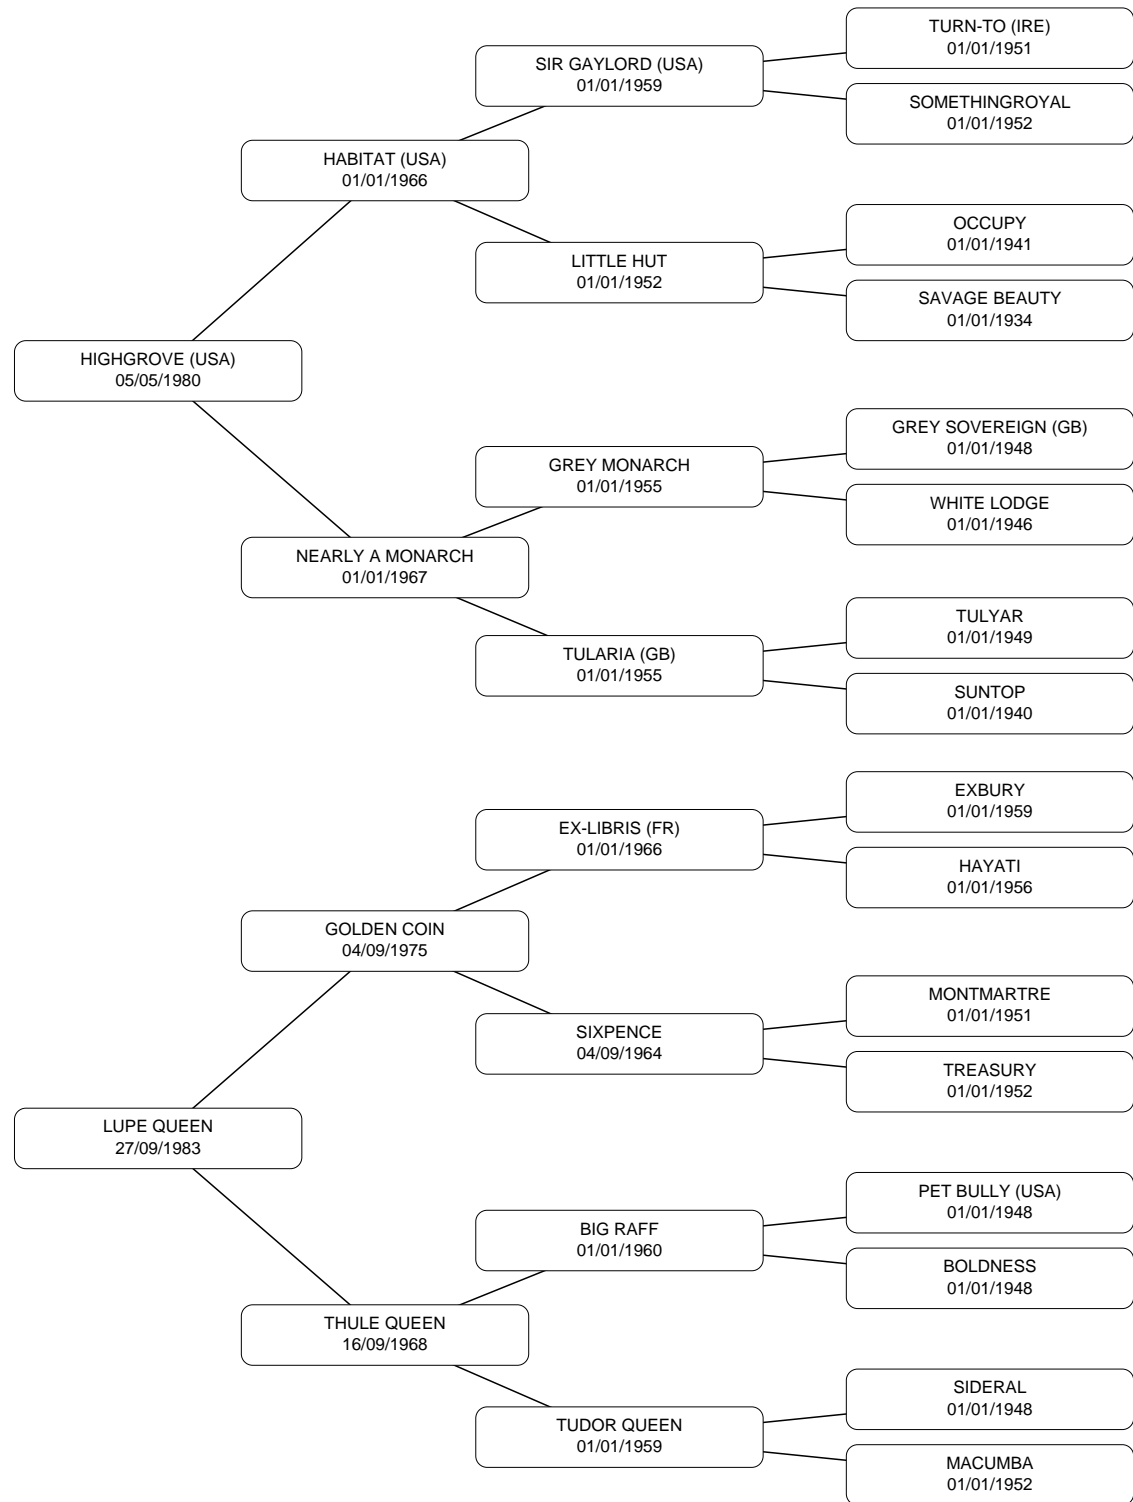 TURN-TO (IRE)
01/01/1951
SIR GAYLORD (USA)
01/01/1959
SOMETHINGROYAL
01/01/1952
HABITAT (USA)
01/01/1966
OCCUPY
01/01/1941
LITTLE HUT
01/01/1952
SAVAGE BEAUTY
01/01/1934
HIGHGROVE (USA)
05/05/1980
GREY SOVEREIGN (GB)
01/01/1948
GREY MONARCH
01/01/1955
WHITE LODGE
01/01/1946
NEARLY A MONARCH
01/01/1967
TULYAR
01/01/1949
TULARIA (GB)
01/01/1955
SUNTOP
01/01/1940
EXBURY
01/01/1959
EX-LIBRIS (FR)
01/01/1966
HAYATI
01/01/1956
GOLDEN COIN
04/09/1975
MONTMARTRE
01/01/1951
SIXPENCE
04/09/1964
TREASURY
01/01/1952
LUPE QUEEN
27/09/1983
PET BULLY (USA)
01/01/1948
BIG RAFF
01/01/1960
BOLDNESS
01/01/1948
THULE QUEEN
16/09/1968
SIDERAL
01/01/1948
TUDOR QUEEN
01/01/1959
MACUMBA
01/01/1952